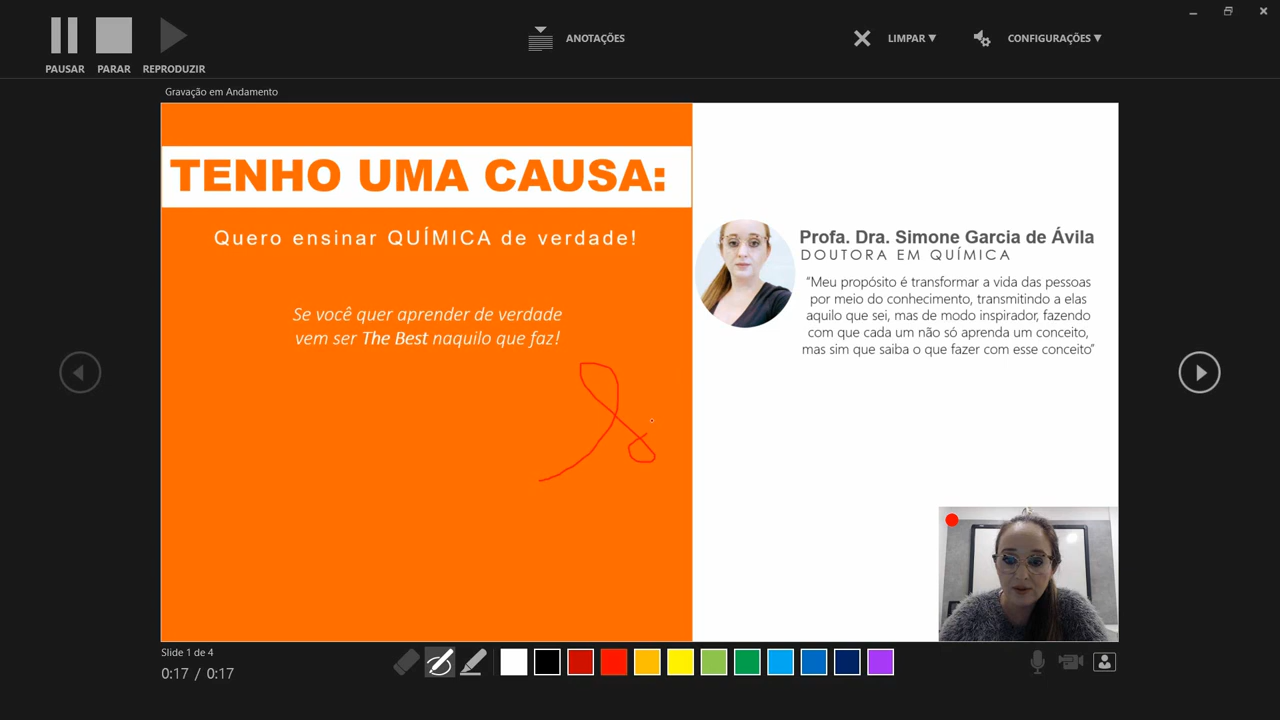 PAUSAR
PARAR
REPRODUZIR
ANOTAÇÕES
LIMPAR
CONFIGURAÇÕES
Gravação em Andamento
TENHO UMA CAUSA:
Quero ensinar QUÍMICA de verdade!
Se você quer aprender de verdade
vem ser The Best naquilo que faz!
Profa. Dra. Simone Garcia de Ávila
DOUTORA EM QUÍMICA
“Meu propósito é transformar a vida das pessoas
por meio do conhecimento, transmitindo a elas
aquilo que sei, mas de modo inspirador, fazendo
com que cada um não só aprenda um conceito,
mas sim que saiba o que fazer com esse conceito”
Slide 1 de 4
0:17 / 0:17